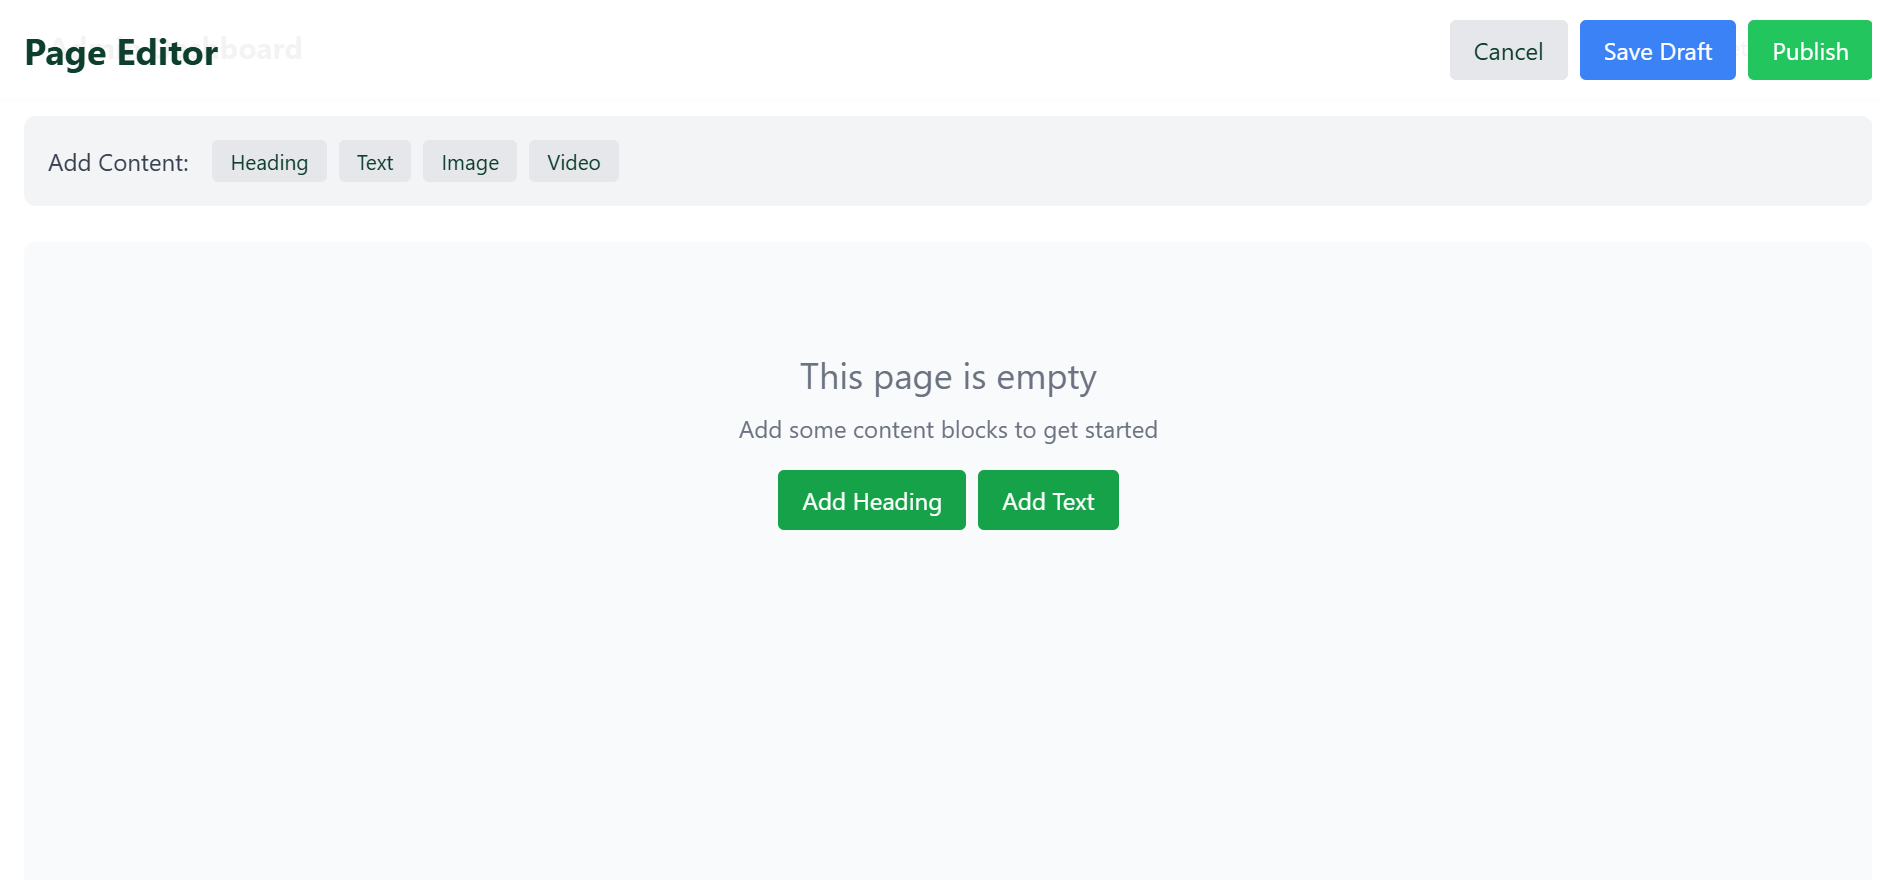 Page Editor
Cancel
Save Draft
Publish
Add Content:
Heading
Text
Image
Video
This page is empty
Add some content blocks to get started
Add Heading
Add Text